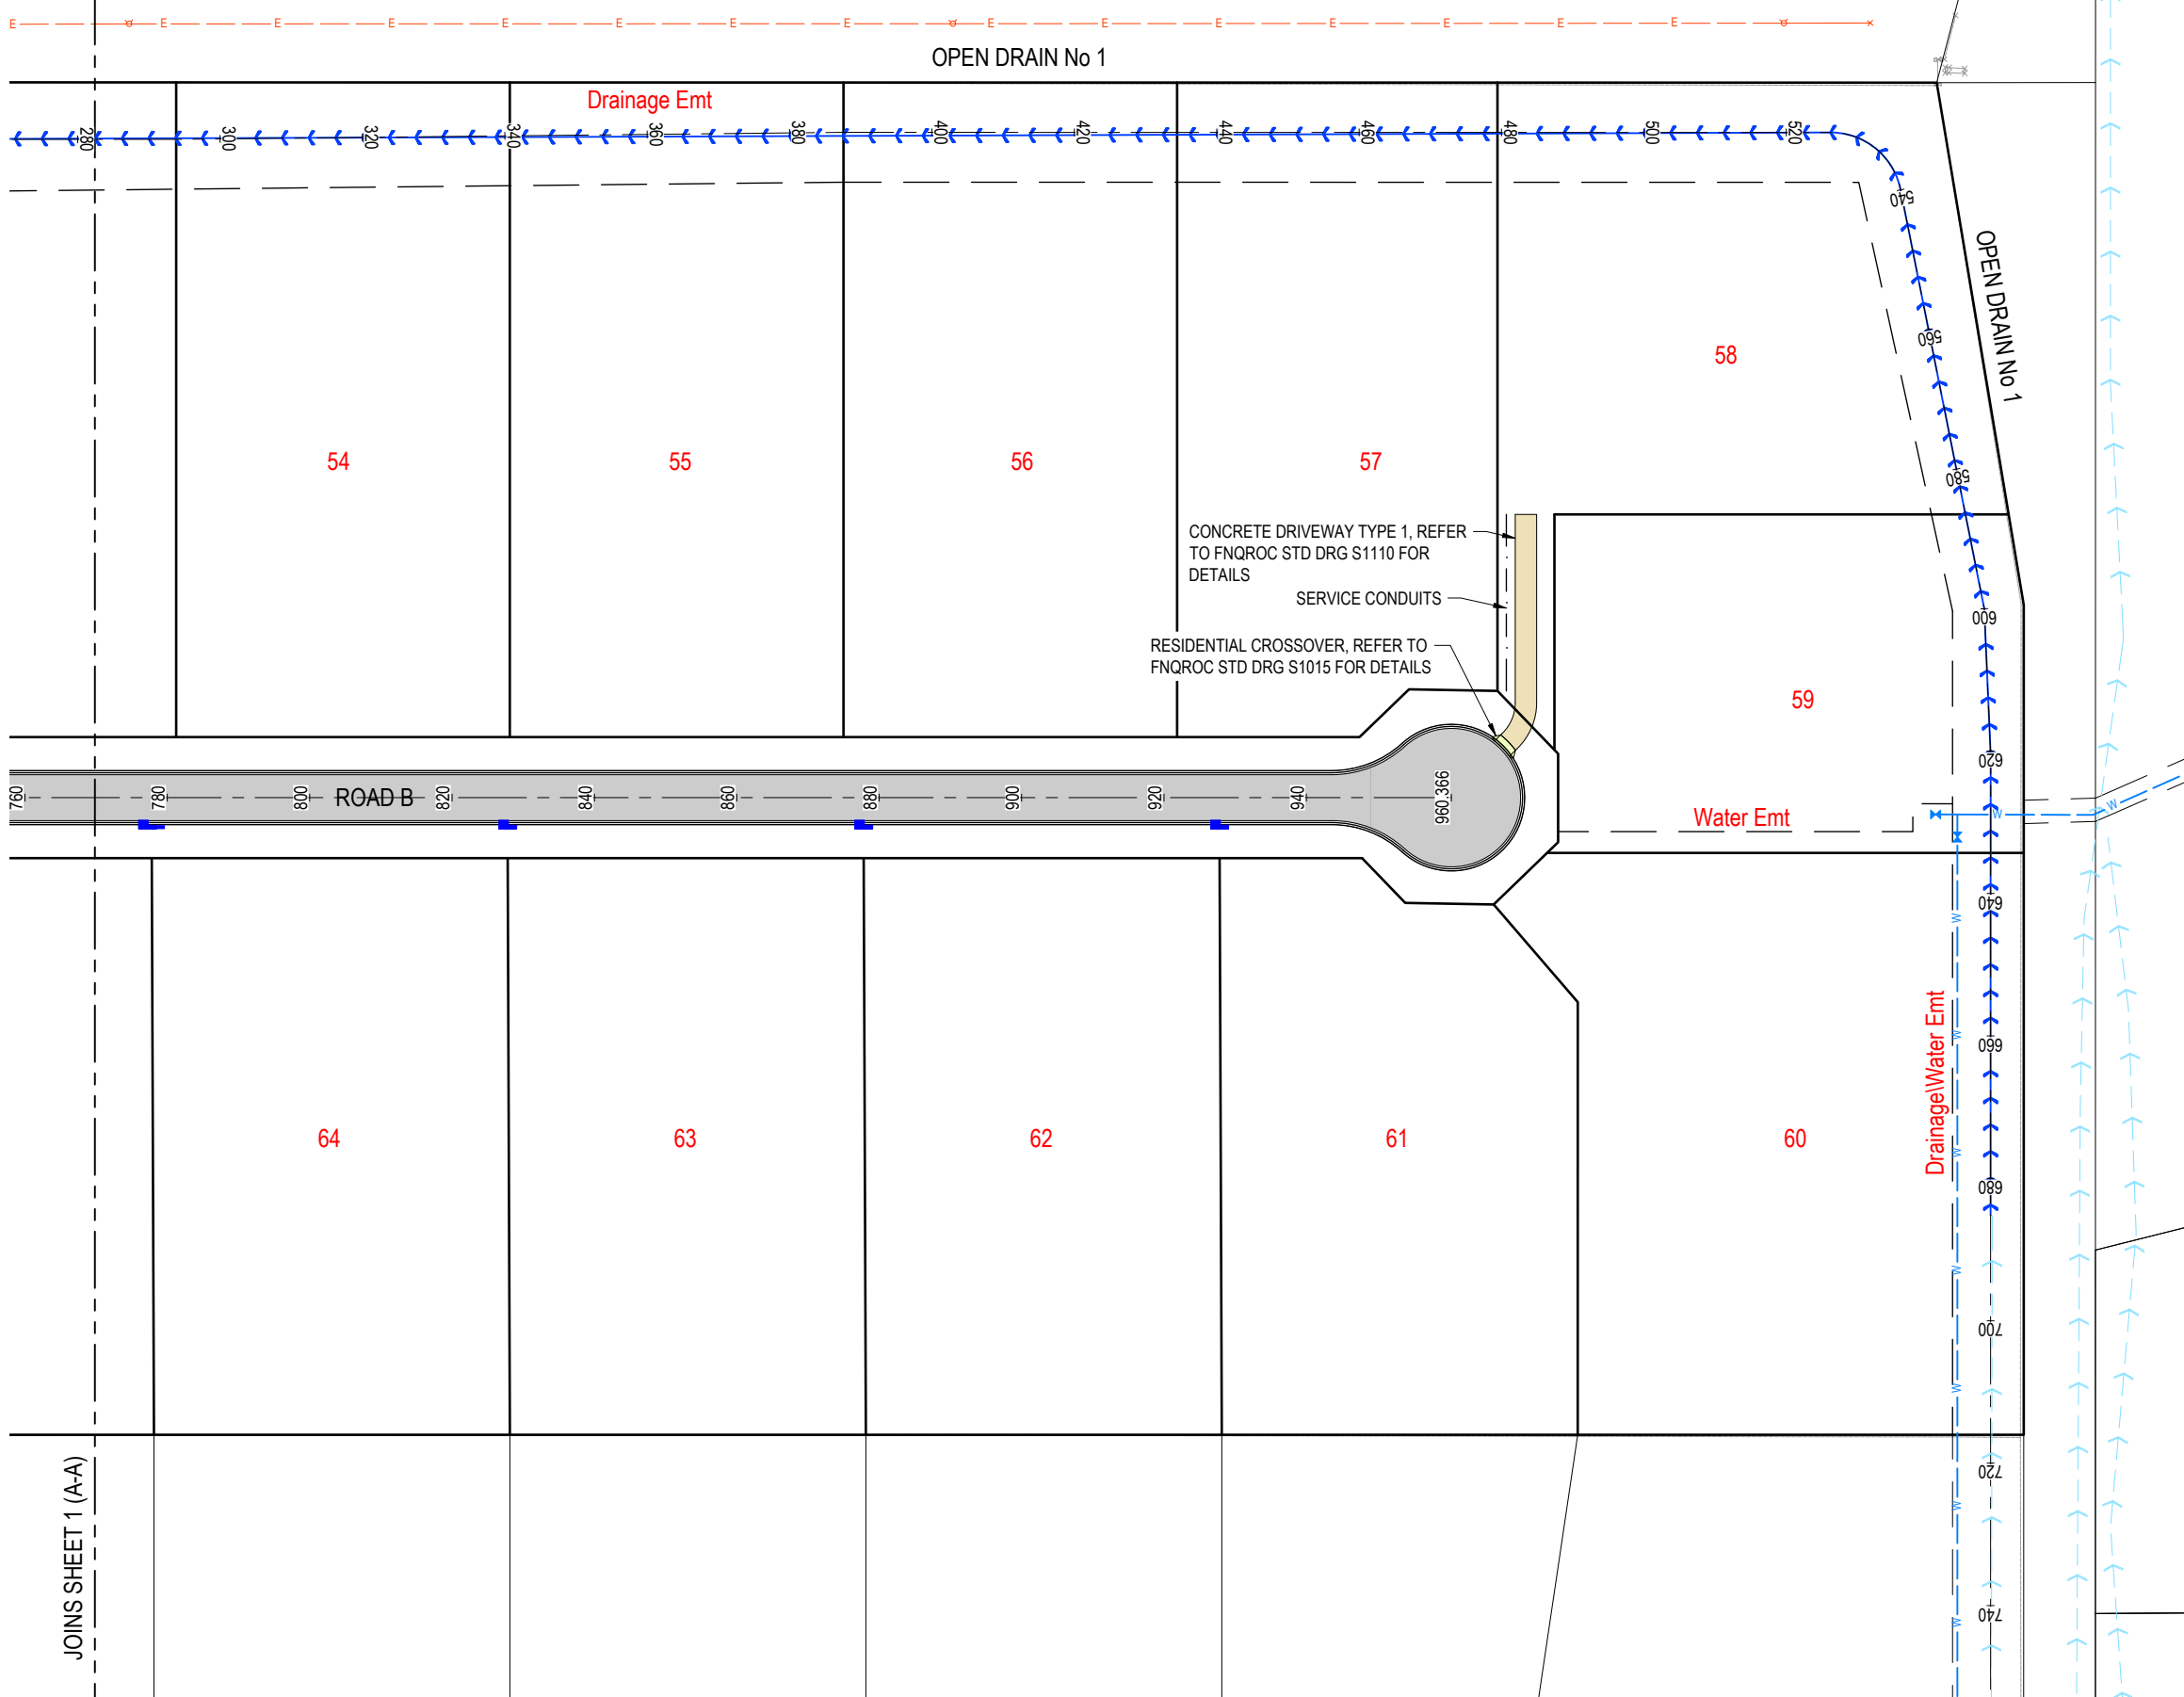 E E E E E E E E E E E E E E E
OPEN DRAIN No 1
Drainage Emt
280 300 320 340 360 380 400 420 440 460 480 500 520
540
OPEN DRAIN No 1
560
58
54 55 56 57
580
CONCRETE DRIVEWAY TYPE 1, REFER
TO FNQROC STD DRG S1110 FOR
DETAILS
SERVICE CONDUITS
600
RESIDENTIAL CROSSOVER, REFER TO
FNQROC STD DRG S1015 FOR DETAILS
59
620
760 780 800 ROAD B 820 840 860 880 900 920 940 960.366
Water Emt
W W
640
W
W
660
Drainage\Water Emt
64 63 62 61 60
W
680
W
700
W
720
W
JOINS SHEET 1 (A-A)
740
W